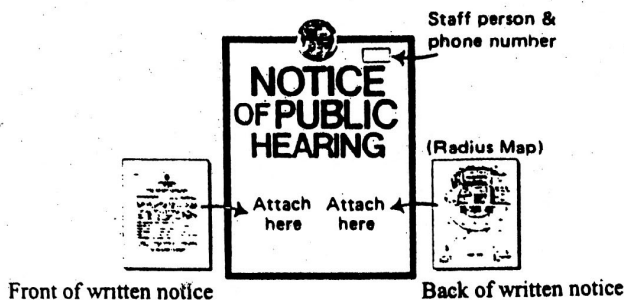 Staff person &
phone number
NOTICE
OF PUBLIC
HEARING
(Radius Map)
Attach Attach
here here
Front of written notice
Back of written notice